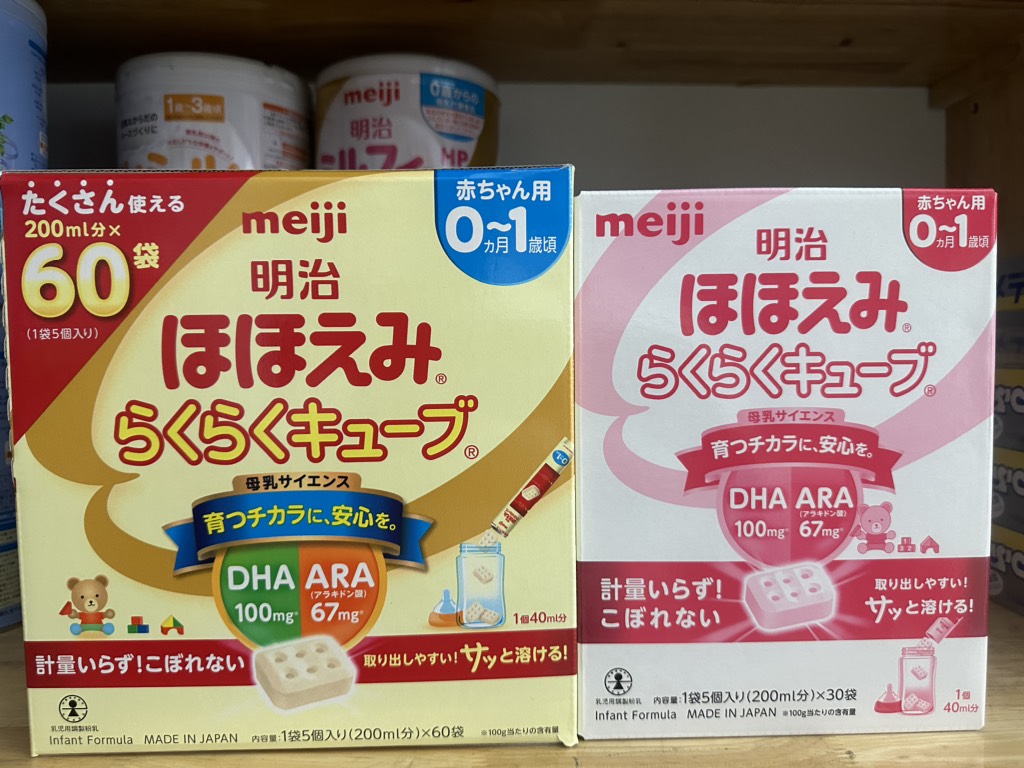 1歳~3歳頃
meiji
明治
0歳からの
HP
たくさん使える
200ml分×
60袋
(1袋5個入り)
meiji
赤ちゃん用
0ヵ月~1歳頃
明治
ほほえみ®
らくらくキューブ®
母乳サイエンス
育つチカラに、安心を。
DHA 100mg※
ARA (アラキドン酸) 67mg※
1個40ml分
計量いらず!こぼれない
取り出しやすい!サッと溶ける!
乳児用調製粉乳
Infant Formula MADE IN JAPAN 内容量:1袋5個入り(200ml分)×60袋 ※100g当たりの含有量
meiji
赤ちゃん用
0ヵ月~1歳頃
明治
ほほえみ®
らくらくキューブ®
母乳サイエンス
育つチカラに、安心を。
DHA 100mg※
ARA (アラキドン酸) 67mg※
計量いらず!
こぼれない
取り出しやすい!
サッと溶ける!
1個
40ml分
乳児用調製粉乳
内容量:1袋5個入り(200ml分)×30袋
Infant Formula MADE IN JAPAN ※100g当たりの含有量